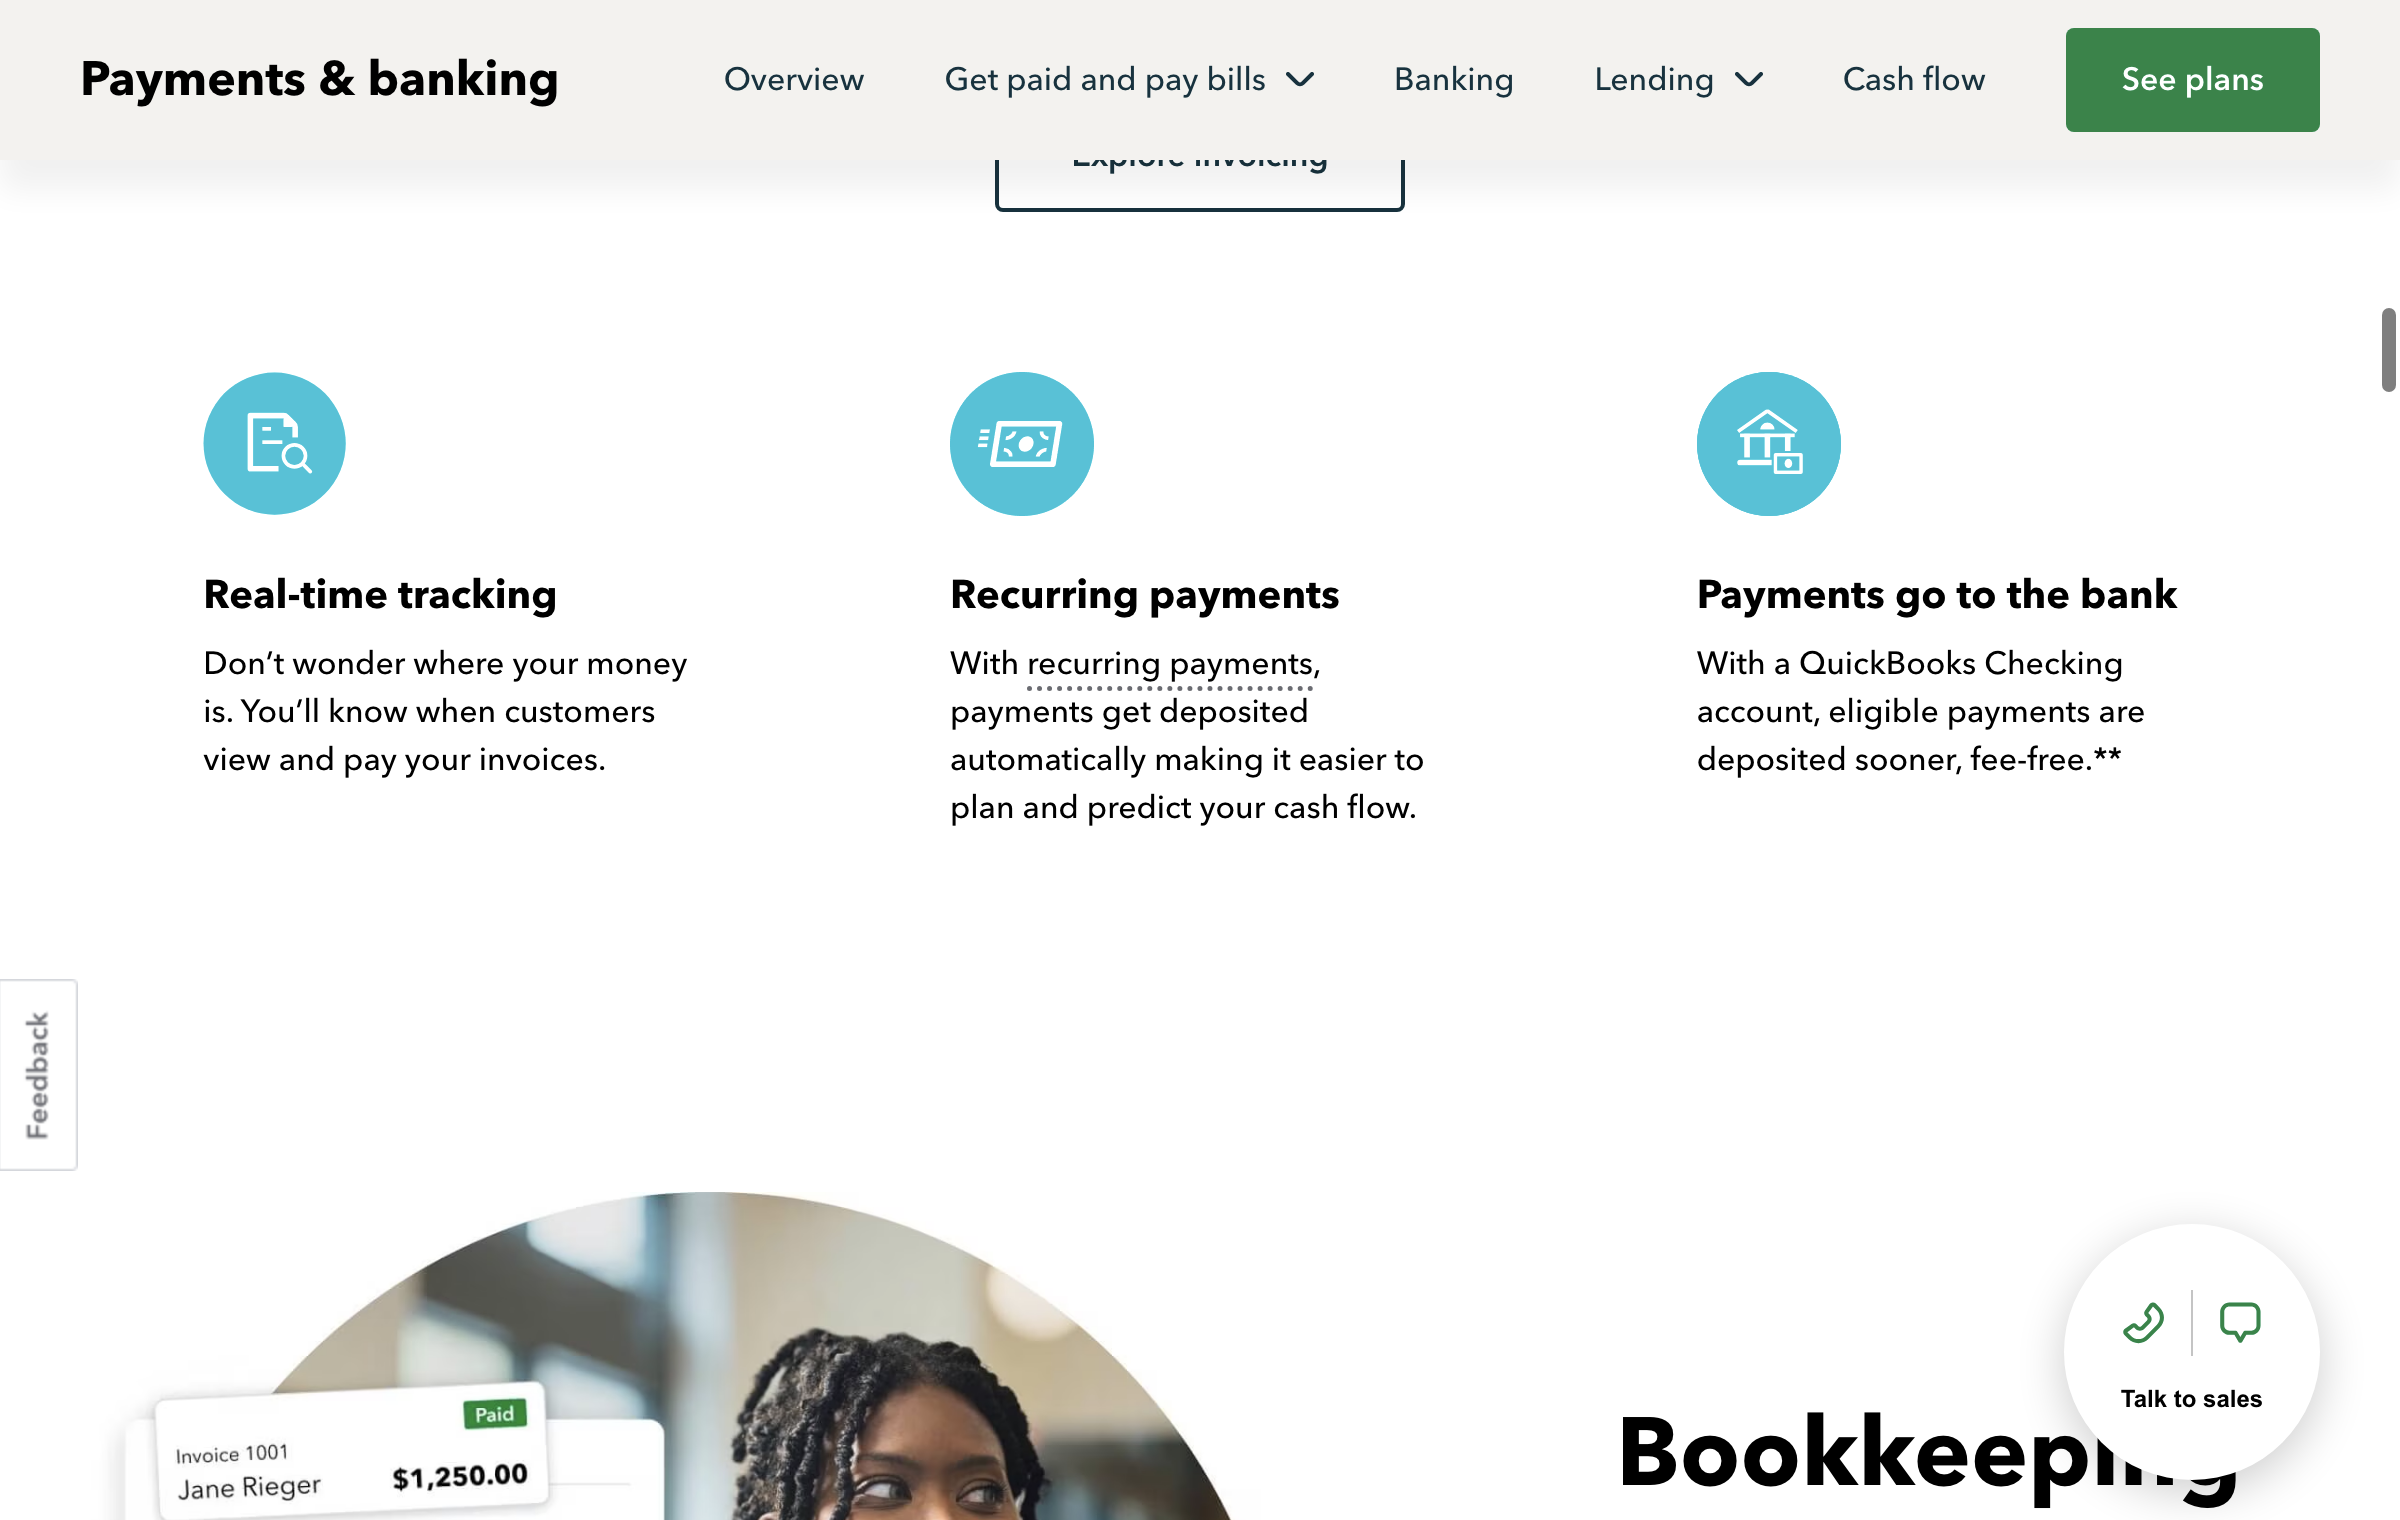 Payments & banking
Overview
Get paid and pay bills
Banking
Lending
Cash flow
See plans
Explore invoicing
Real-time tracking
Don’t wonder where your money
is. You’ll know when customers
view and pay your invoices.
Recurring payments
With recurring payments,
payments get deposited
automatically making it easier to
plan and predict your cash flow.
Payments go to the bank
With a QuickBooks Checking
account, eligible payments are
deposited sooner, fee-free.**
Feedback
Paid
Invoice 1001
Jane Rieger
$1,250.00
Bookkeeping
Talk to sales